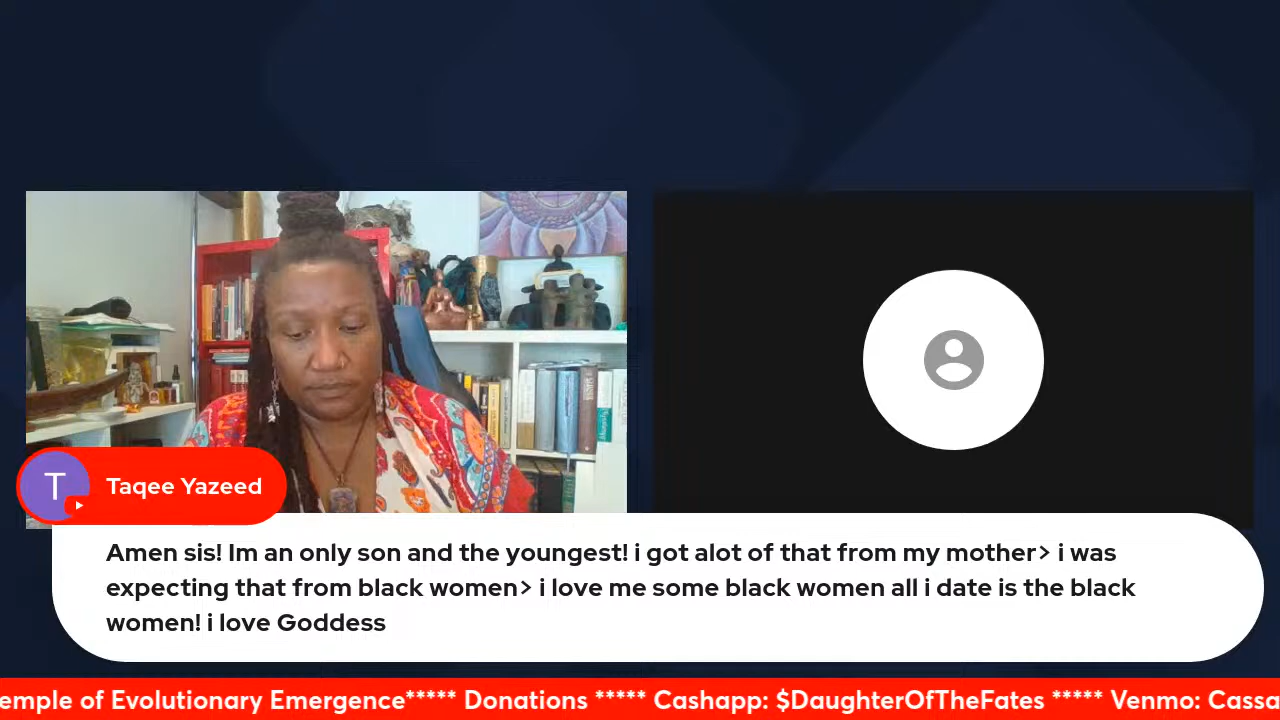 T
Taqee Yazeed
Amen sis! Im an only son and the youngest! i got alot of that from my mother> i was
expecting that from black women> i love me some black women all i date is the black
women! i love Goddess
emple of Evolutionary Emergence***** Donations ***** Cashapp: $DaughterOfTheFates ***** Venmo: Cassa